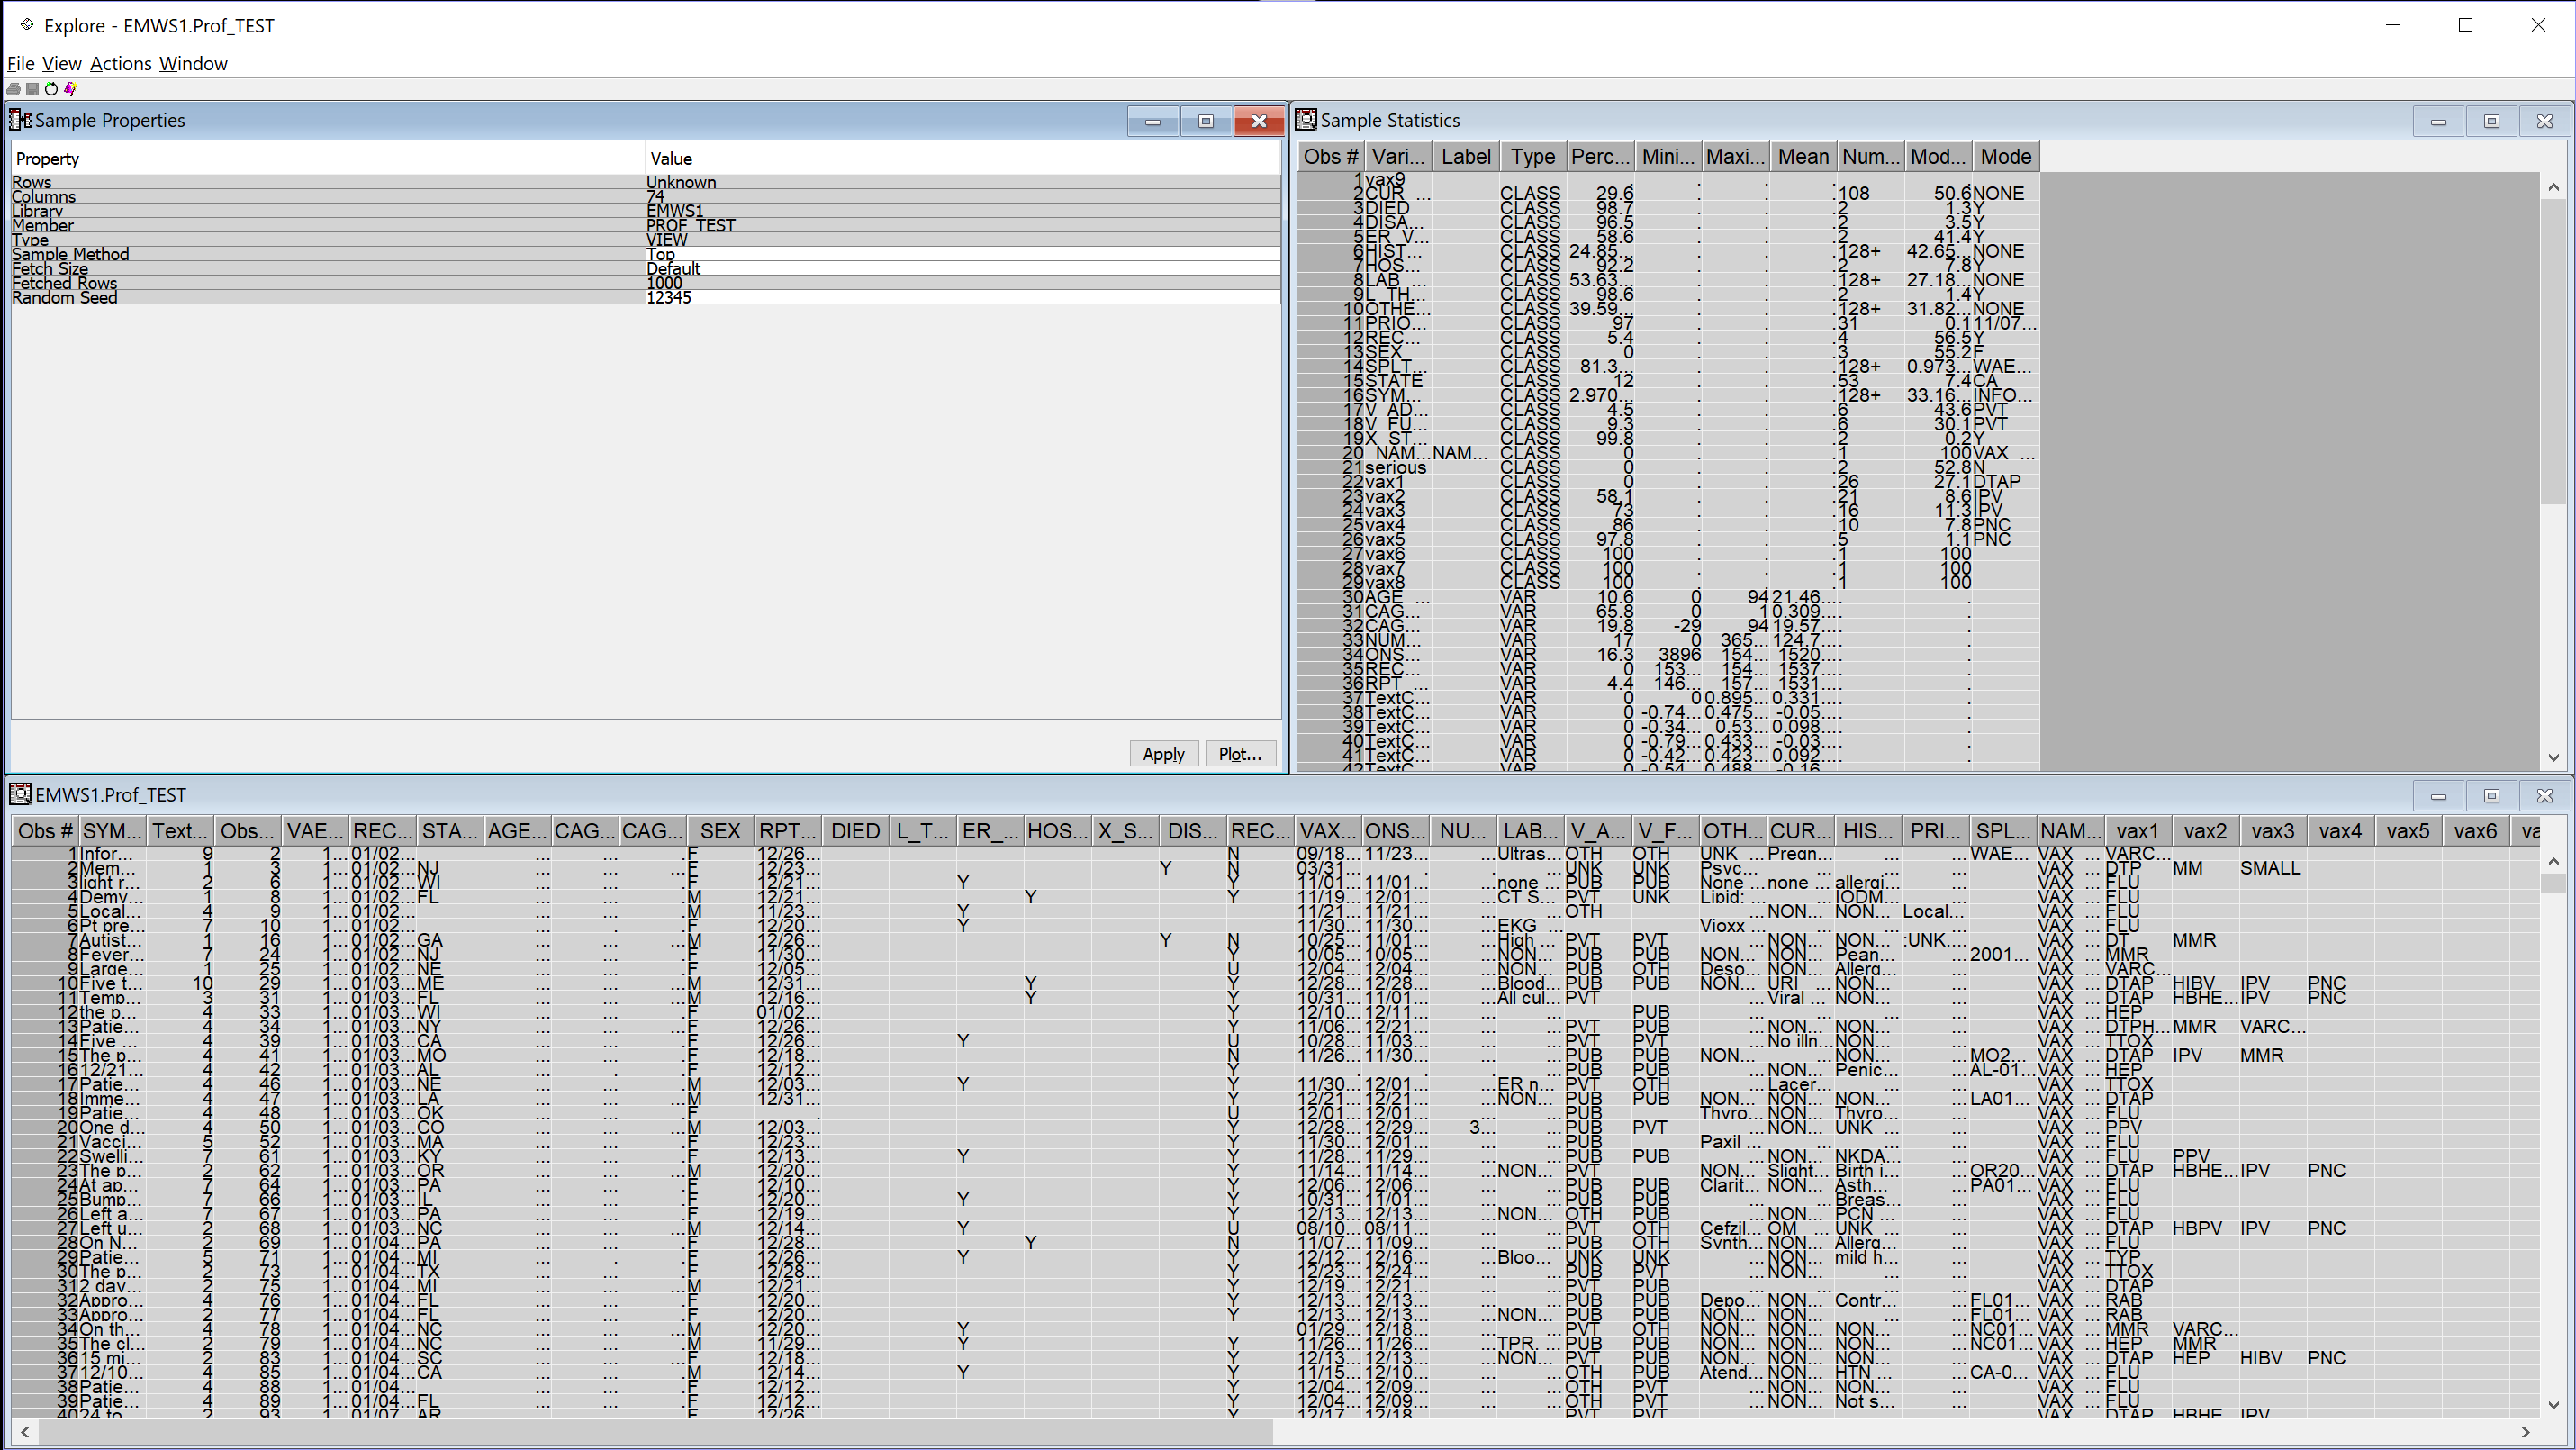 Explore - EMWS1.Prof_TEST
File View Actions Window
Sample Properties
Property Value
Rows Unknown
Columns 74
Library EMWS1
Member PROF_TEST
Type VIEW
Sample Method Top
Fetch Size Default
Fetched Rows 1000
Random Seed 12345
Apply Plot...
Sample Statistics
Obs # Vari... Label Type Perc... Mini... Maxi... Mean Num... Mod... Mode
1 vax9 . . . .
2 CUR_... CLASS 29.6 . . . 108 50.6 NONE
3 DIED CLASS 98.7 . . . 2 1.3 Y
4 DISA... CLASS 96.5 . . . 2 3.5 Y
5 ER_V... CLASS 58.6 . . . 2 41.4 Y
6 HIST... CLASS 24.85... . . . 128+ 42.65... NONE
7 HOS... CLASS 92.2 . . . 2 7.8 Y
8 LAB_... CLASS 53.63... . . . 128+ 27.18... NONE
9 L_TH... CLASS 98.6 . . . 2 1.4 Y
10 OTHE... CLASS 39.59... . . . 128+ 31.82... NONE
11 PRIO... CLASS 97 . . . 31 0.1 11/07...
12 REC... CLASS 5.4 . . . 4 56.5 Y
13 SEX CLASS 0 . . . 3 55.2 F
14 SPLT... CLASS 81.3... . . . 128+ 0.973... WAE...
15 STATE CLASS 12 . . . 53 7.4 CA
16 SYM... CLASS 2.970... . . . 128+ 33.16... INFO...
17 V_AD... CLASS 4.5 . . . 6 43.6 PVT
18 V_FU... CLASS 9.3 . . . 6 30.1 PVT
19 X_ST... CLASS 99.8 . . . 2 0.2 Y
20 _NAM... NAM... CLASS 0 . . . 1 100 VAX_...
21 serious CLASS 0 . . . 2 52.8 N
22 vax1 CLASS 0 . . . 26 27.1 DTAP
23 vax2 CLASS 58.1 . . . 21 8.6 IPV
24 vax3 CLASS 73 . . . 16 11.3 IPV
25 vax4 CLASS 86 . . . 10 7.8 PNC
26 vax5 CLASS 97.8 . . . 5 1.1 PNC
27 vax6 CLASS 100 . . . 1 100
28 vax7 CLASS 100 . . . 1 100
29 vax8 CLASS 100 . . . 1 100
30 AGE_... VAR 10.6 0 94 21.46... .
31 CAG... VAR 65.8 0 1 0.309... .
32 CAG... VAR 19.8 -29 94 19.57... .
33 NUM... VAR 17 0 365... 124.7... .
34 ONS... VAR 16.3 3896 154... 1520... .
35 REC... VAR 0 153... 154... 1537... .
36 RPT_... VAR 4.4 146... 157... 1531... .
37 TextC... VAR 0 0 0.895... 0.331... .
38 TextC... VAR 0 -0.74... 0.475... -0.05... .
39 TextC... VAR 0 -0.34... 0.53... 0.098... .
40 TextC... VAR 0 -0.79... 0.433... -0.03... .
41 TextC... VAR 0 -0.42... 0.423... 0.092... .
42 TextC... VAR 0 -0.54... 0.488... -0.16... .
EMWS1.Prof_TEST
Obs # SYM... Text... Obs... VAE... REC... STA... AGE... CAG... CAG... SEX RPT... DIED L_T... ER_... HOS... X_S... DIS... REC... VAX... ONS... NU... LAB... V_A... V_F... OTH... CUR... HIS... PRI... SPL... NAM... vax1 vax2 vax3 vax4 vax5 vax6 va
1 Infor... 9 2 1... 01/02... ... ... . F 12/26... N 09/18... 11/23... ... Ultras... OTH OTH UNK ... Pregn... ... ... WAE... VAX_... VARC...
2 Mem... 1 3 1... 01/02... NJ ... ... . F 12/23... Y N 03/31... . . ... UNK UNK Psyc... ... ... ... VAX_... DTP MM SMALL
3 light r... 2 6 1... 01/02... WI ... ... . F 12/21... Y Y 11/01... 11/01... ... none ... PUB PUB None ... none ... allergi... ... VAX_... FLU
4 Demy... 1 8 1... 01/02... FL ... ... ... M 12/21... Y Y 11/19... 12/01... ... CT S... PVT UNK Lipid: ... ... IODM... ... VAX_... FLU
5 Local... 4 9 1... 01/02... ... ... ... M 11/23... Y 11/21... 11/21... ... ... OTH ... NON... NON... Local... VAX_... FLU
6 Pt pre... 7 10 1... 01/02... . ... . F 12/20... Y 11/30... 11/30... ... EKG ... Vioxx ... ... ... ... VAX_... FLU
7 Autist... 1 16 1... 01/02... GA ... ... ... M 12/26... Y N 10/25... 11/01... ... High ... PVT PVT ... NON... NON... :UNK... VAX_... DT MMR
8 Fever... 7 24 1... 01/03... NJ ... ... . F 11/30... Y 10/05... 10/05... ... NON... PUB PUB NON... NON... Pean... ... 2001... VAX_... MMR
9 Large... 1 25 1... 01/03... NE ... ... . F 12/05... U 12/04... 12/04... ... NON... PUB OTH Deso... NON... Allerg... ... VAX_... VARC...
10 Five t... 10 29 1... 01/03... ME ... ... ... M 12/31... Y Y 12/28... 12/28... ... Blood... PUB PUB NON... URI ... NON... ... VAX_... DTAP HIBV IPV PNC
11 Temp... 3 31 1... 01/03... FL ... ... ... M 12/16... Y Y 10/31... 11/01... ... All cul... PVT ... Viral ... NON... ... VAX_... DTAP HBHE... IPV PNC
12 the p... 4 33 1... 01/03... WI . ... . F 01/02... Y 12/10... 12/11... ... ... PUB ... ... ... ... VAX_... HEP
13 Patie... 4 34 1... 01/03... NY ... ... . F 12/26... Y 11/06... 12/21... ... ... PVT PUB ... NON... NON... ... VAX_... DTPH... MMR VARC...
14 Five ... 4 39 1... 01/03... CA ... ... ... M 12/26... Y U 10/28... 11/03... ... ... PVT PVT ... No illn... NON... ... VAX_... TTOX
15 The p... 4 41 1... 01/03... MO ... ... . F 12/18... N 11/26... 11/30... ... ... PUB PUB NON... ... NON... ... MO2... VAX_... DTAP IPV MMR
16 12/21... 4 42 1... 01/03... AL . ... . F 12/12... Y . . ... ... PUB PUB ... NON... Penic... ... AL-01... VAX_... HEP
17 Patie... 4 46 1... 01/03... NE ... ... ... M 12/03... Y Y 11/30... 12/01... ... ER n... PVT OTH ... Lacer... ... ... VAX_... TTOX
18 Imme... 4 47 1... 01/03... LA ... ... ... M 12/31... Y 12/21... 12/21... ... NON... PUB PUB NON... NON... NON... ... LA01... VAX_... DTAP
19 Patie... 4 48 1... 01/03... OK ... ... . F . U 12/01... 12/01... ... ... PUB Thyro... NON... Thyro... ... VAX_... FLU
20 One d... 4 50 1... 01/03... CO ... ... ... M 12/03... Y 12/28... 12/29... 3... ... PUB PVT ... NON... UNK ... ... VAX_... PPV
21 Vacci... 5 52 1... 01/03... MA ... ... . F 12/23... Y 11/30... 12/01... ... ... PUB Paxil ... ... ... ... VAX_... FLU
22 Swelli... 7 61 1... 01/03... KY ... ... . F 12/13... Y Y 11/28... 11/29... ... ... PUB PUB ... NON... NKDA... ... VAX_... FLU PPV
23 The p... 2 62 1... 01/03... OR ... ... ... M 12/20... Y 11/14... 11/14... ... NON... PVT NON... Slight... Birth i... ... OR20... VAX_... DTAP HBHE... IPV PNC
24 At ap... 7 64 1... 01/03... PA ... ... . F 12/10... Y 12/06... 12/06... ... ... PUB PUB Clarit... NON... Asth... ... PA01... VAX_... FLU
25 Bump... 7 66 1... 01/03... IL ... ... . F 12/20... Y Y 10/31... 11/01... ... ... PUB PUB ... ... Breas... ... VAX_... FLU
26 Left a... 7 67 1... 01/03... PA ... ... . F 12/19... Y 12/13... 12/13... ... NON... OTH PUB ... NON... PCN ... ... VAX_... FLU
27 Left u... 2 68 1... 01/03... NC ... ... ... M 12/14... Y U 08/10... 08/11... ... ... PVT OTH Cefzil... OM ... UNK ... ... VAX_... DTAP HBPV IPV PNC
28 On N... 2 69 1... 01/04... PA ... ... . F 12/28... Y N 11/07... 11/09... ... ... PUB OTH Synth... NON... Allerg... ... VAX_... FLU
29 Patie... 5 71 1... 01/04... MI . ... . F 12/26... Y Y 12/12... 12/16... ... Bloo... UNK UNK ... NON... mild h... ... VAX_... TYP
30 The p... 2 73 1... 01/04... TX ... ... . F 12/28... Y 12/23... 12/24... ... ... PUB PVT ... NON... ... ... VAX_... TTOX
31 2 day... 2 75 1... 01/04... MI ... ... ... M 12/21... Y 12/19... 12/21... ... ... PVT PUB ... ... ... ... VAX_... DTAP
32 Appro... 4 76 1... 01/04... FL ... ... . F 12/20... Y 12/13... 12/13... ... ... PUB PUB Depo... NON... Contr... ... FL01... VAX_... RAB
33 Appro... 2 77 1... 01/04... FL ... ... . F 12/20... Y 12/13... 12/13... ... NON... PUB PUB NON... NON... NON... ... FL01... VAX_... RAB
34 On th... 4 78 1... 01/04... NC ... ... ... M 12/20... Y 01/29... 12/18... ... ... PVT OTH NON... NON... NON... ... NC01... VAX_... MMR VARC...
35 The cl... 2 79 1... 01/04... NC ... ... ... M 11/29... Y Y 11/26... 11/26... ... TPR. ... PUB PUB NON... NON... NON... ... NC01... VAX_... HEP MMR
36 15 mi... 2 83 1... 01/04... SC ... ... ... F 12/18... Y 12/13... 12/13... ... NON... PVT PUB NON... NON... NON... ... VAX_... DTAP HEP HIBV PNC
37 12/10... 4 85 1... 01/04... CA ... ... ... M 12/14... Y Y 11/15... 12/10... ... ... OTH PUB Atend... NON... HTN ... ... CA-0... VAX_... FLU
38 Patie... 4 88 1... 01/04... ... ... . F 12/12... Y 12/04... 12/09... ... ... OTH PVT ... NON... NON... ... VAX_... FLU
39 Patie... 4 89 1... 01/04... FL ... ... . F 12/12... Y 12/04... 12/09... ... ... OTH PVT ... NON... Not s... ... VAX_... FLU
40 24 to... 2 93 1... 01/07... AR ... ... . F 12/26... Y 12/17... 12/18... ... ... PVT PVT ... ... ... ... VAX_... DTAP HBHE... IPV